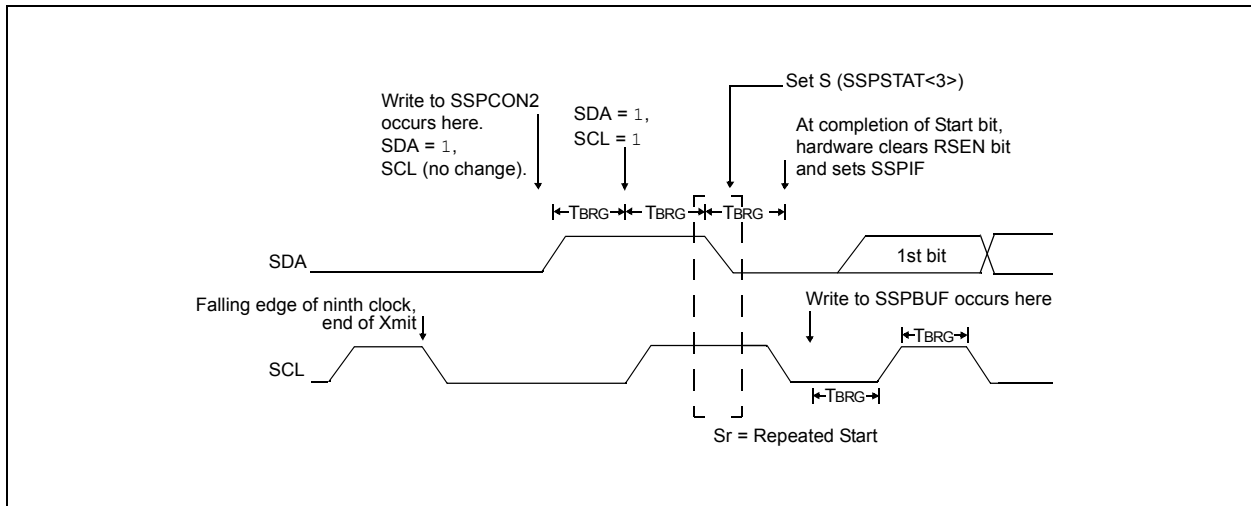 Set S (SSPSTAT<3>)
Write to SSPCON2
occurs here.
SDA = 1,
SCL (no change).
SDA = 1,
SCL = 1
At completion of Start bit,
hardware clears RSEN bit
and sets SSPIF
TBRG
TBRG
TBRG
SDA
1st bit
Falling edge of ninth clock,
end of Xmit
Write to SSPBUF occurs here
TBRG
SCL
TBRG
Sr = Repeated Start